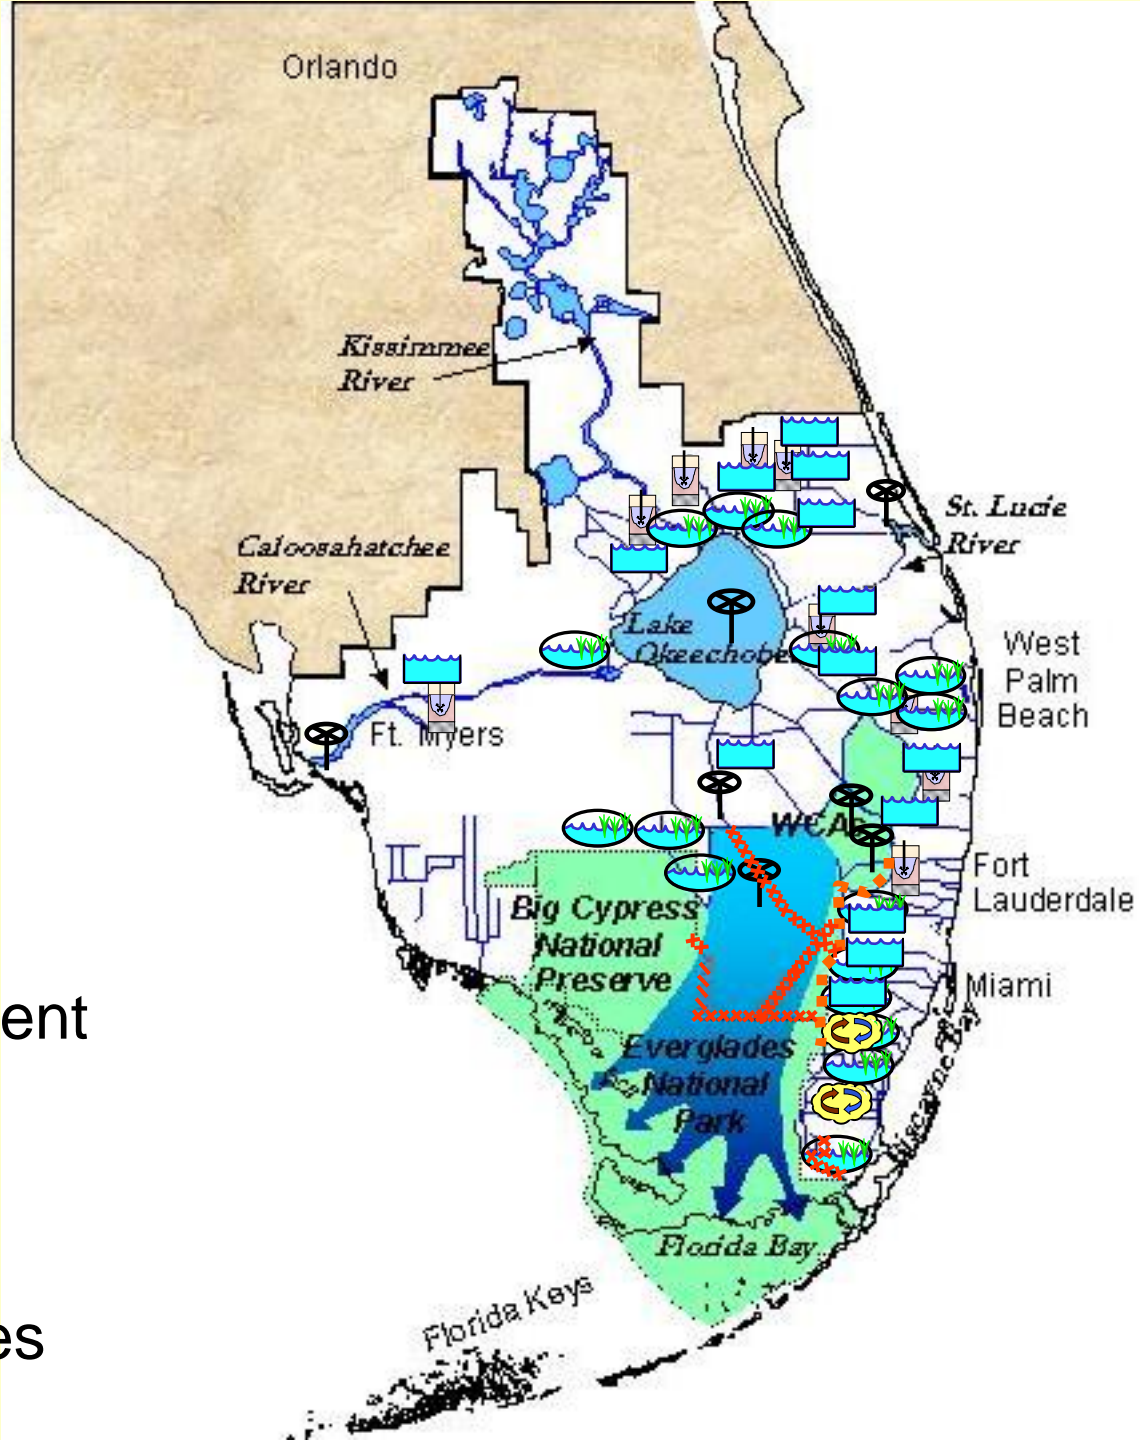 Orlando
Kissimmee
River
St. Lucie
River
Caloosahatchee
River
Lake
Okeechobee
West
Palm
Beach
Ft. Myers
WCAs
Fort
Lauderdale
Big Cypress
National
Preserve
Miami
ent
Everglades
National
Park
Biscayne Bay
Florida Bay
Florida Keys
es